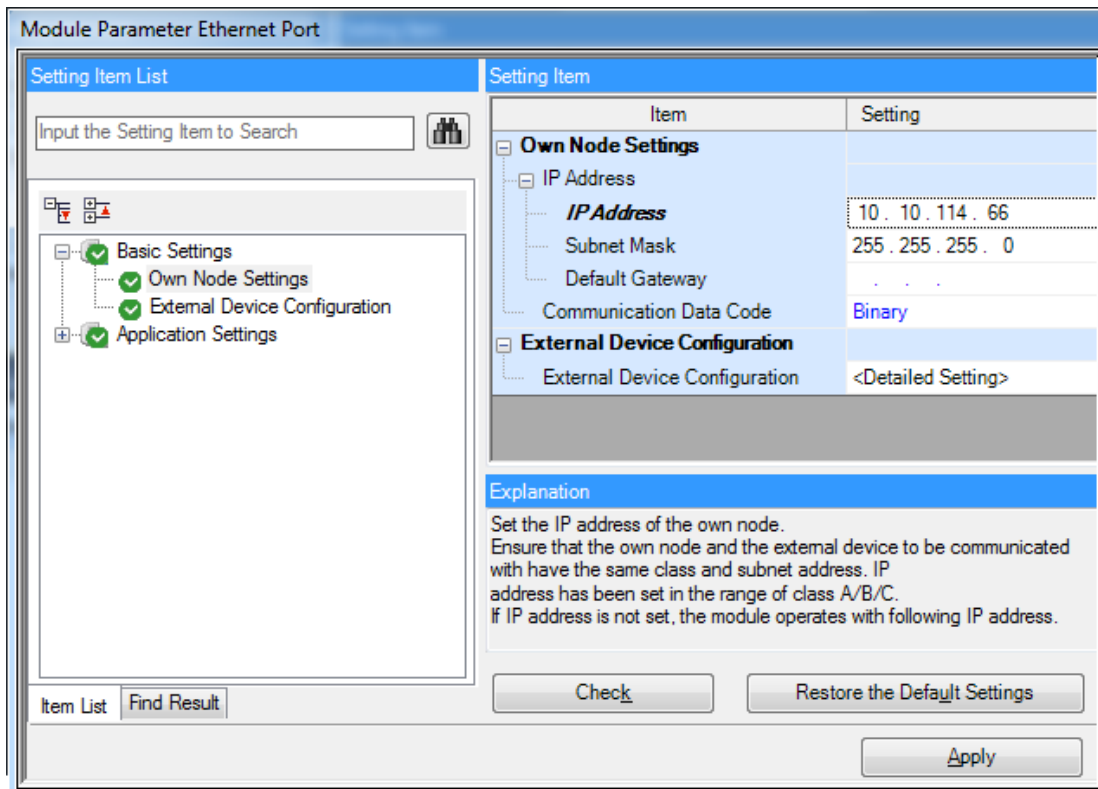 Module Parameter Ethernet Port
Setting Item List
Input the Setting Item to Search
Basic Settings
Own Node Settings
External Device Configuration
Application Settings
Item List
Find Result
Setting Item
Item Setting
Own Node Settings
IP Address
IP Address 10 . 10 . 114 . 66
Subnet Mask 255 . 255 . 255 . 0
Default Gateway . . .
Communication Data Code Binary
External Device Configuration
External Device Configuration <Detailed Setting>
Explanation
Set the IP address of the own node.
Ensure that the own node and the external device to be communicated
with have the same class and subnet address. IP
address has been set in the range of class A/B/C.
If IP address is not set, the module operates with following IP address.
Check
Restore the Default Settings
Apply